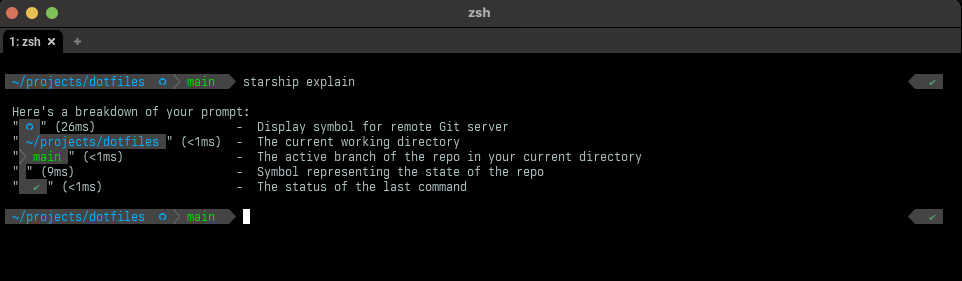 zsh
1: zsh ✕ +
~/projects/dotfiles main starship explain ✔
Here's a breakdown of your prompt:
" " (26ms) - Display symbol for remote Git server
" ~/projects/dotfiles " (<1ms) - The current working directory
" main " (<1ms) - The active branch of the repo in your current directory
" " (9ms) - Symbol representing the state of the repo
" ✔ " (<1ms) - The status of the last command
~/projects/dotfiles main ✔